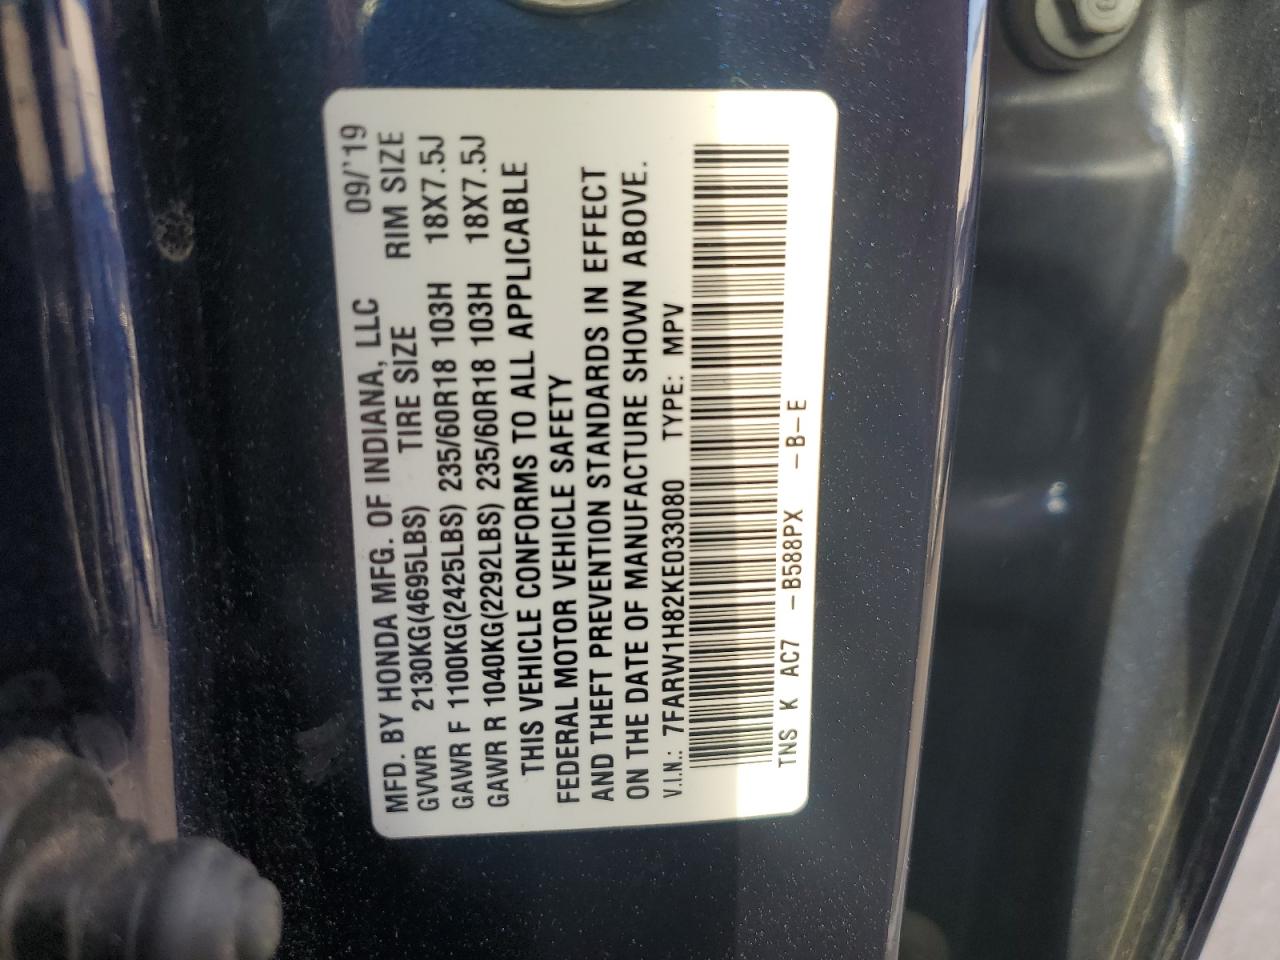 MFD. BY HONDA MFG. OF INDIANA, LLC 09/'19
GVWR 2130KG(4695LBS) TIRE SIZE RIM SIZE
GAWR F 1100KG(2425LBS) 235/60R18 103H 18X7.5J
GAWR R 1040KG(2292LBS) 235/60R18 103H 18X7.5J
THIS VEHICLE CONFORMS TO ALL APPLICABLE
FEDERAL MOTOR VEHICLE SAFETY
AND THEFT PREVENTION STANDARDS IN EFFECT
ON THE DATE OF MANUFACTURE SHOWN ABOVE.
V.I.N.: 7FARW1H82KE033080 TYPE: MPV
TNS K AC7 -B588PX -B-E